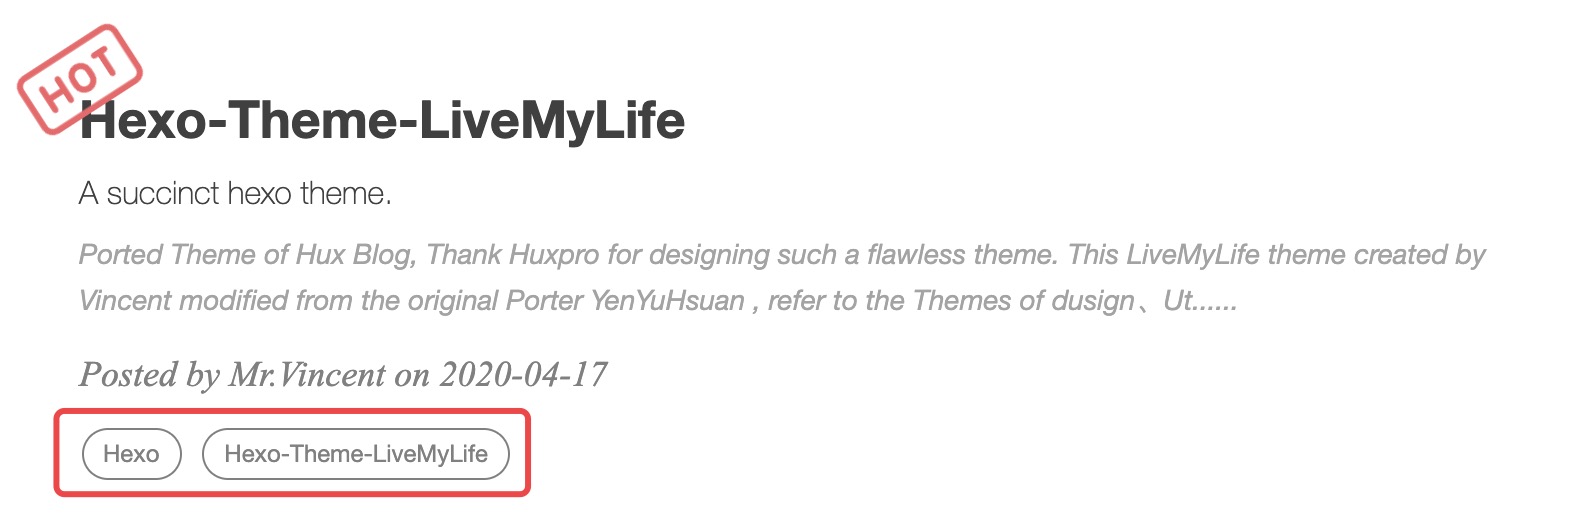 HOT
Hexo-Theme-LiveMyLife
A succinct hexo theme.
Ported Theme of Hux Blog, Thank Huxpro for designing such a flawless theme. This LiveMyLife theme created by
Vincent modified from the original Porter YenYuHsuan , refer to the Themes of dusign、Ut......
Posted by Mr.Vincent on 2020-04-17
Hexo Hexo-Theme-LiveMyLife